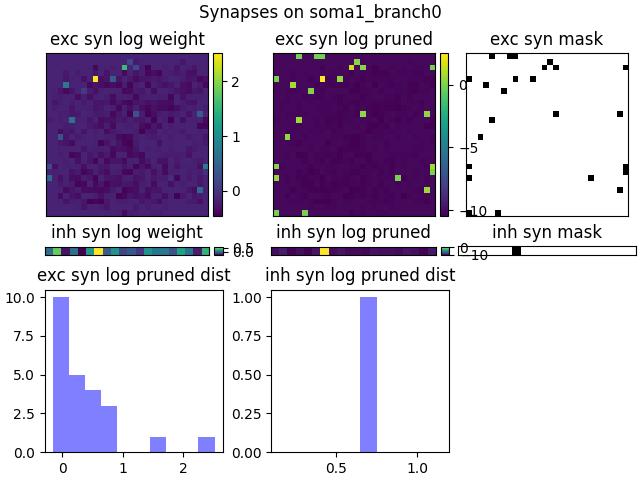 Synapses on soma1_branch0
exc syn log weight
exc syn log pruned
exc syn mask
2
1
0
0
−5
−10
inh syn log weight
inh syn log pruned
inh syn mask
0.5
0.0
0
10
exc syn log pruned dist
inh syn log pruned dist
10.0
7.5
5.0
2.5
0.0
0
1
2
1.00
0.75
0.50
0.25
0.00
0.5
1.0